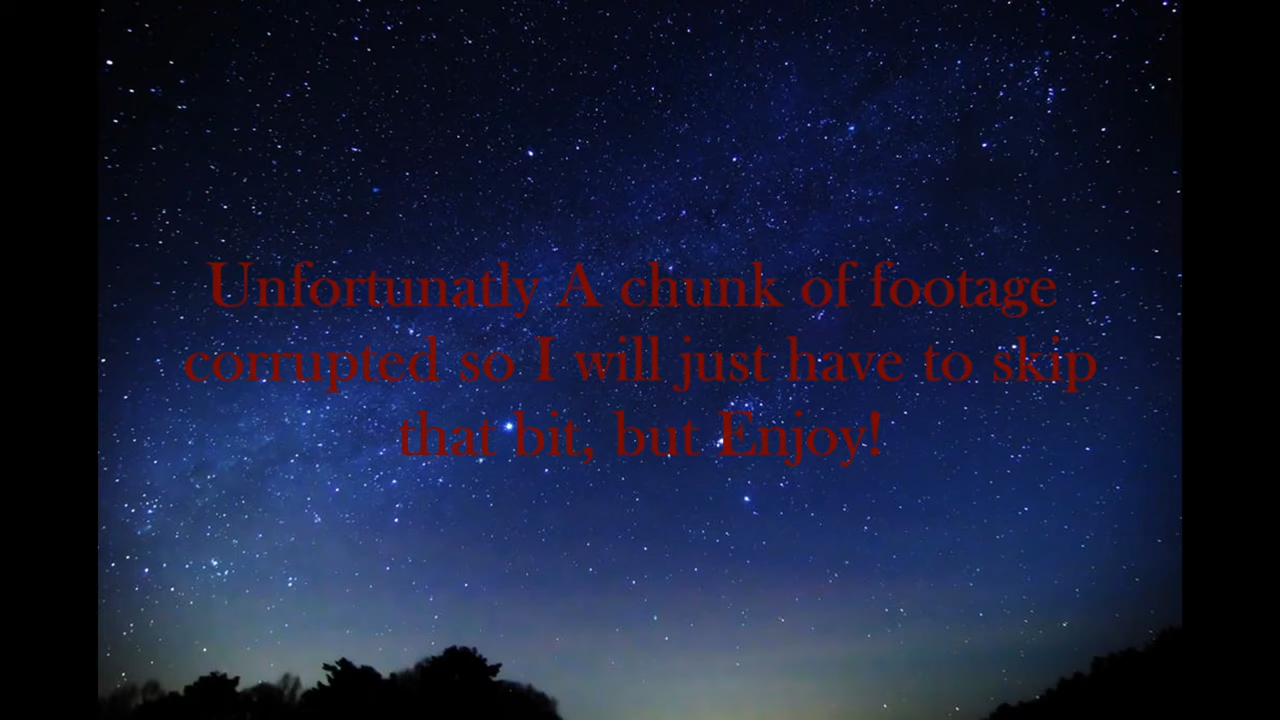 Unfortunatly A chunk of footage
corrupted so I will just have to skip
that bit, but Enjoy!